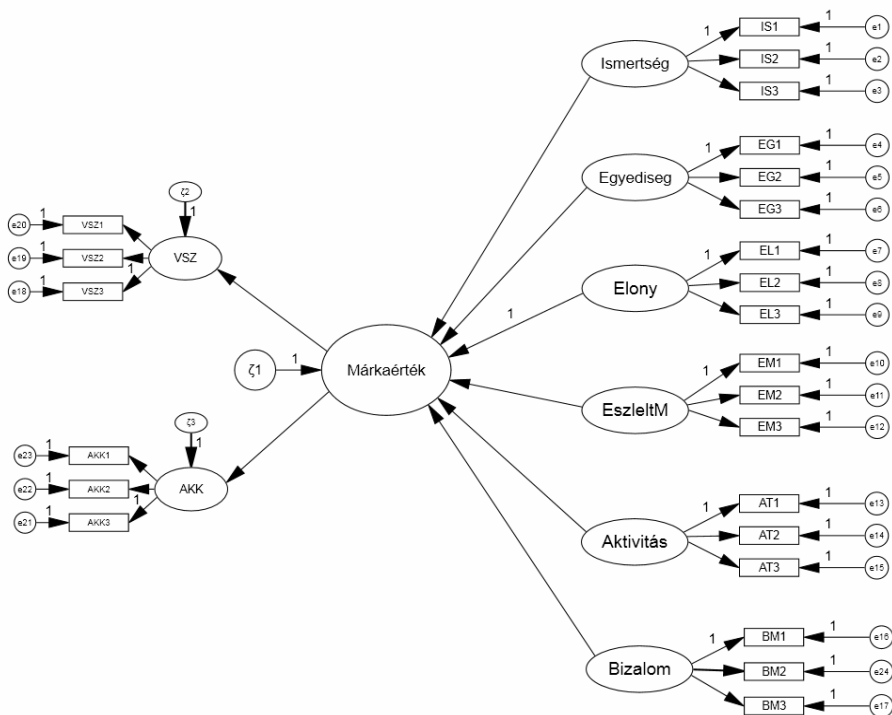 1 IS1 1 e1
Ismertség IS2 1 e2
IS3 1 e3
1 EG1 1 e4
Egyediseg EG2 1 e5
EG3 1 e6
ζ2
1
e20 1 VSZ1
e19 1 VSZ2 VSZ
e18 1 VSZ3 1
1 EL1 1 e7
Elony EL2 1 e8
1 EL3 1 e9
ζ1 1 Márkaérték
1 EM1 1 e10
EszleltM EM2 1 e11
EM3 1 e12
ζ3
1
e23 1 AKK1
e22 1 AKK2 AKK
e21 1 AKK3 1
1 AT1 1 e13
Aktivitás AT2 1 e14
AT3 1 e15
1 BM1 1 e16
Bizalom BM2 1 e24
BM3 1 e17